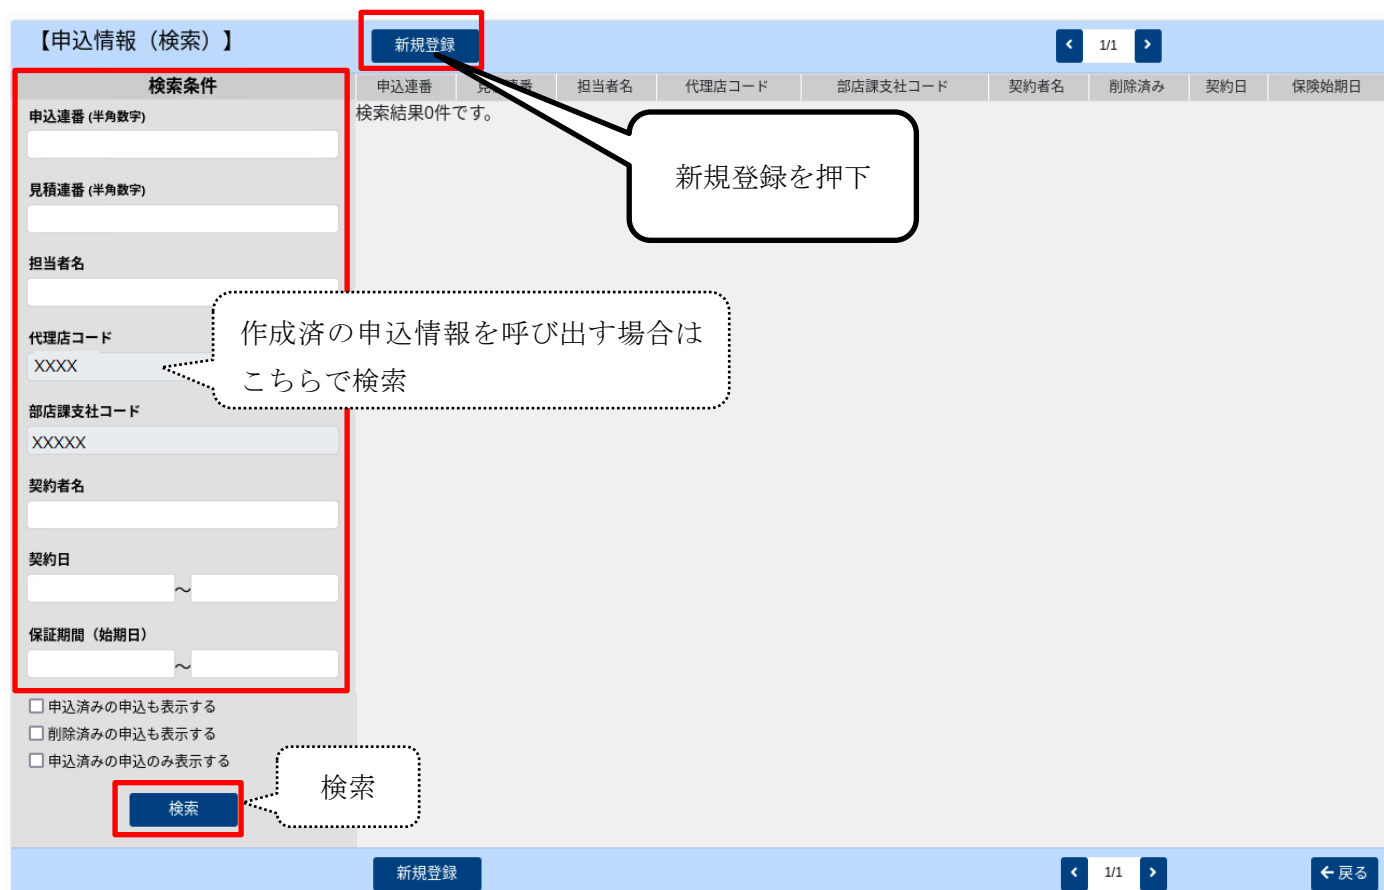 【申込情報（検索）】
新規登録
1/1
検索条件
申込連番 見 連番 担当者名 代理店コード 部店課支社コード 契約者名 削除済み 契約日 保険始期日
検索結果0件です。
申込連番 (半角数字)
新規登録を押下
見積連番 (半角数字)
担当者名
作成済の申込情報を呼び出す場合は
こちらで検索
代理店コード
XXXX
部店課支社コード
XXXXX
契約者名
契約日
～
保証期間（始期日）
～
申込済みの申込も表示する
削除済みの申込も表示する
申込済みの申込のみ表示する
検索
検索
新規登録
1/1
戻る